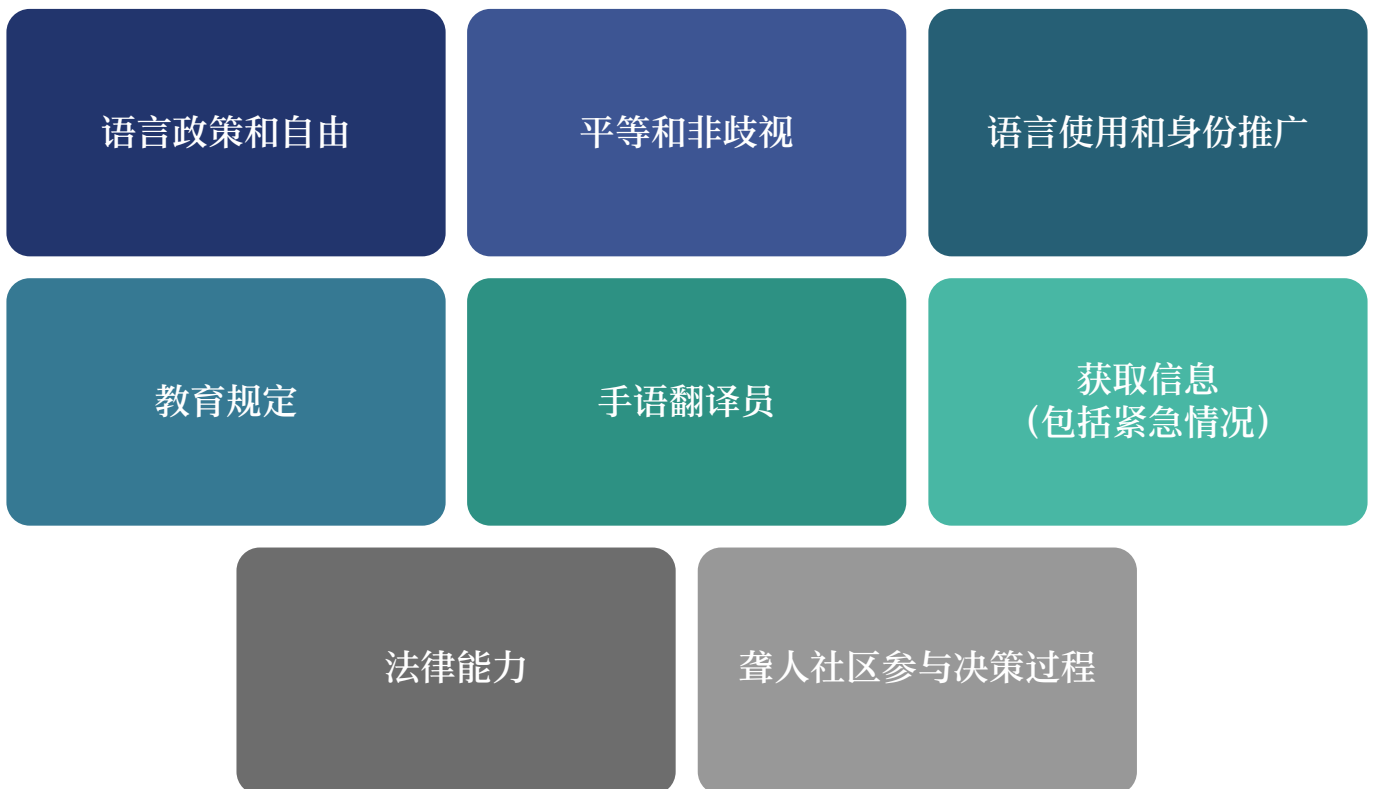 语言政策和自由
平等和非歧视
语言使用和身份推广
教育规定
手语翻译员
获取信息
（包括紧急情况）
法律能力
聋人社区参与决策过程